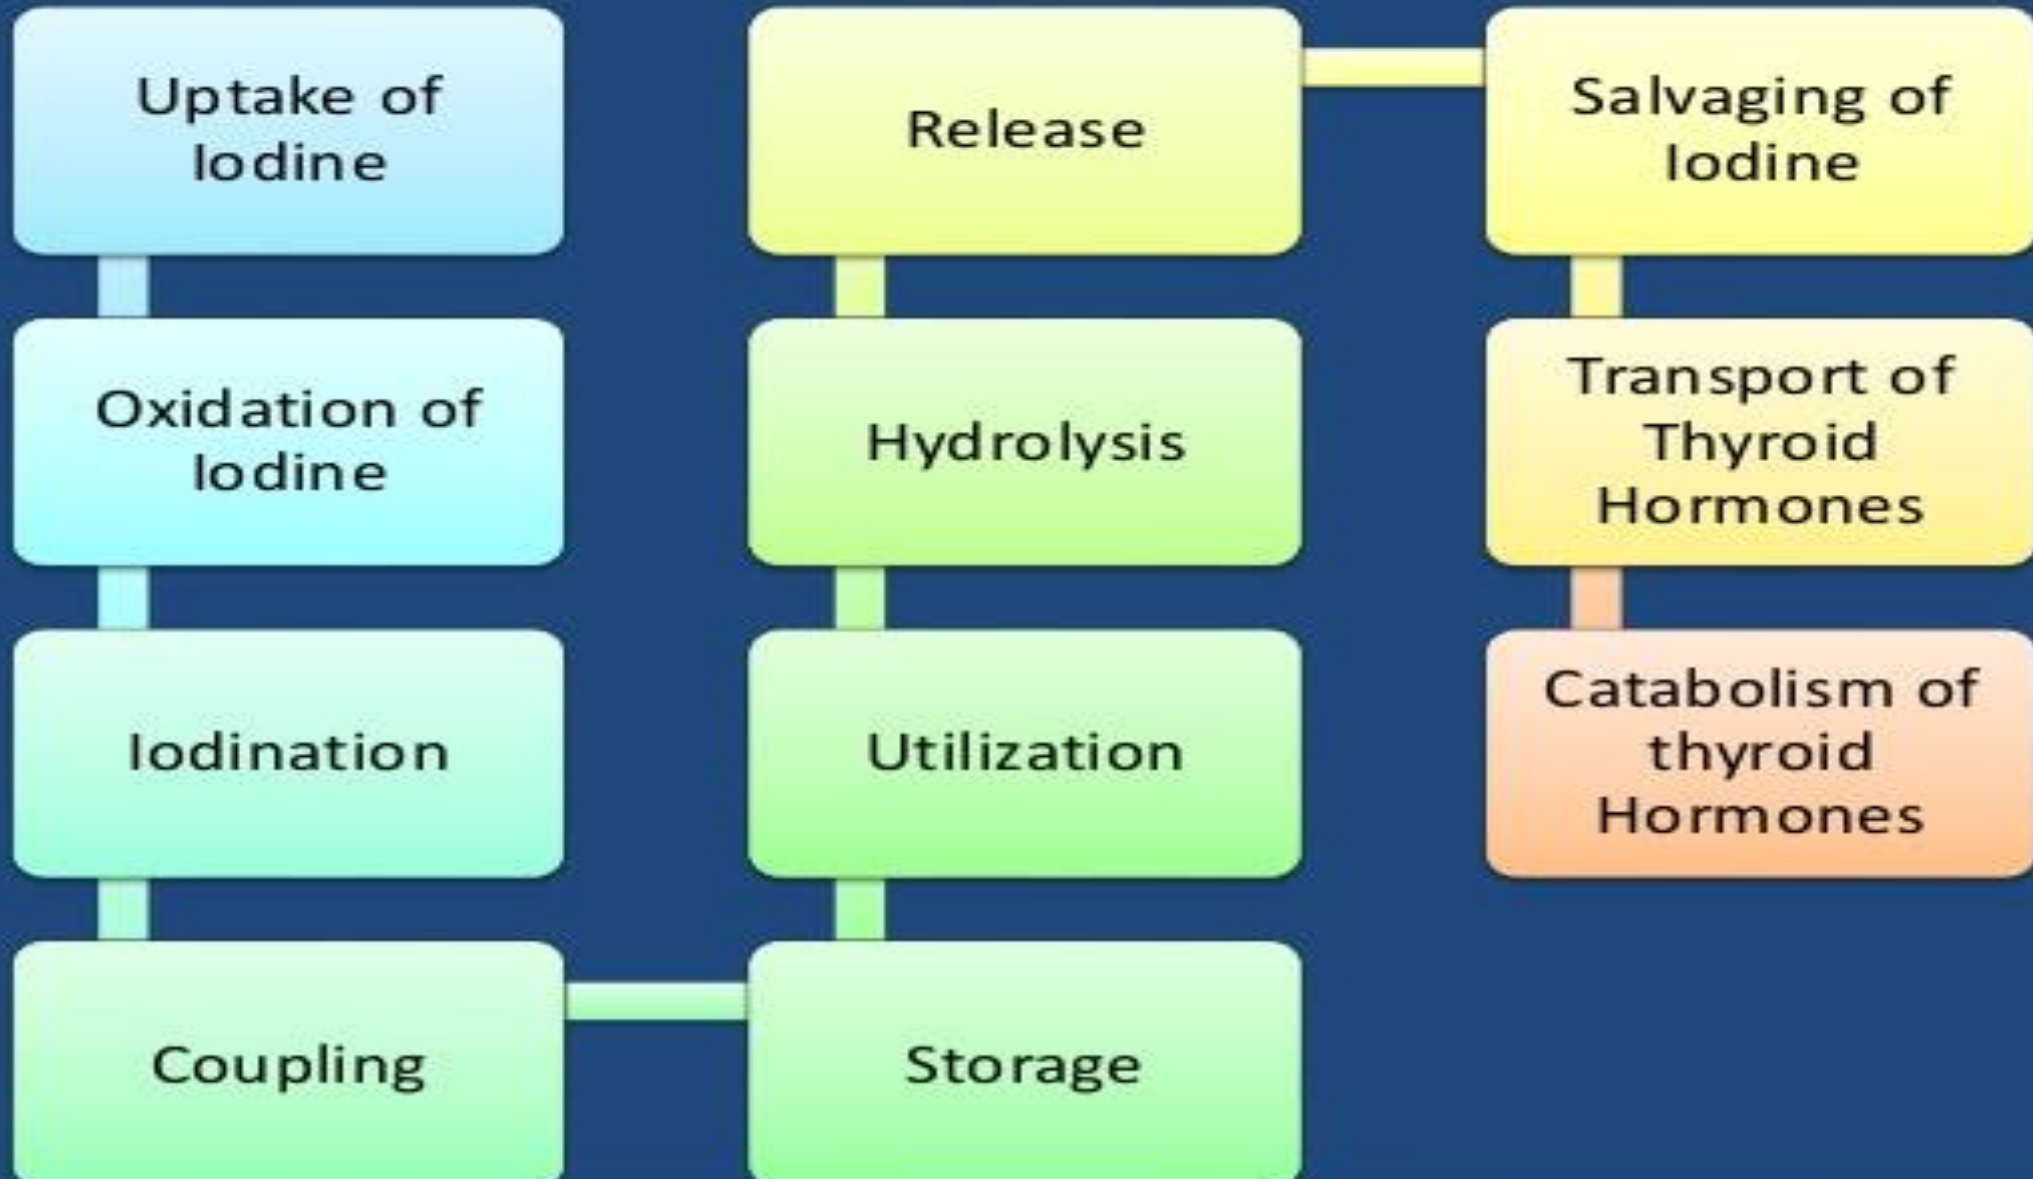 Uptake of
Iodine
Oxidation of
Iodine
Iodination
Coupling
Storage
Utilization
Hydrolysis
Release
Salvaging of
Iodine
Transport of
Thyroid
Hormones
Catabolism of
thyroid
Hormones